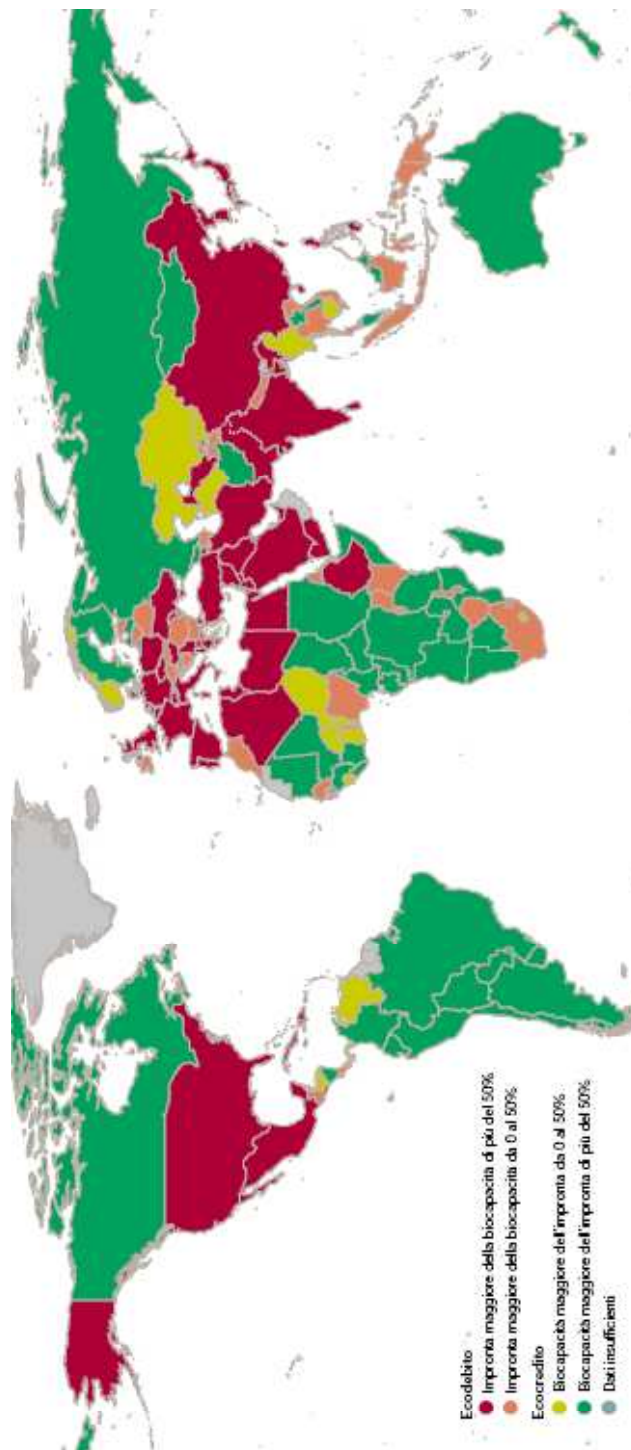 Ecodebito
Impronta maggiore della biocapacità di più del 50%
Impronta maggiore della biocapacità da 0 al 50%
Ecocredito
Biocapacità maggiore dell'impronta da 0 al 50%
Biocapacità maggiore dell'impronta di più del 50%
Dati insufficienti